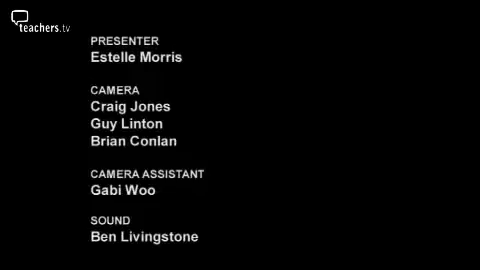 teachers.tv
PRESENTER
Estelle Morris
CAMERA
Craig Jones
Guy Linton
Brian Conlan
CAMERA ASSISTANT
Gabi Woo
SOUND
Ben Livingstone